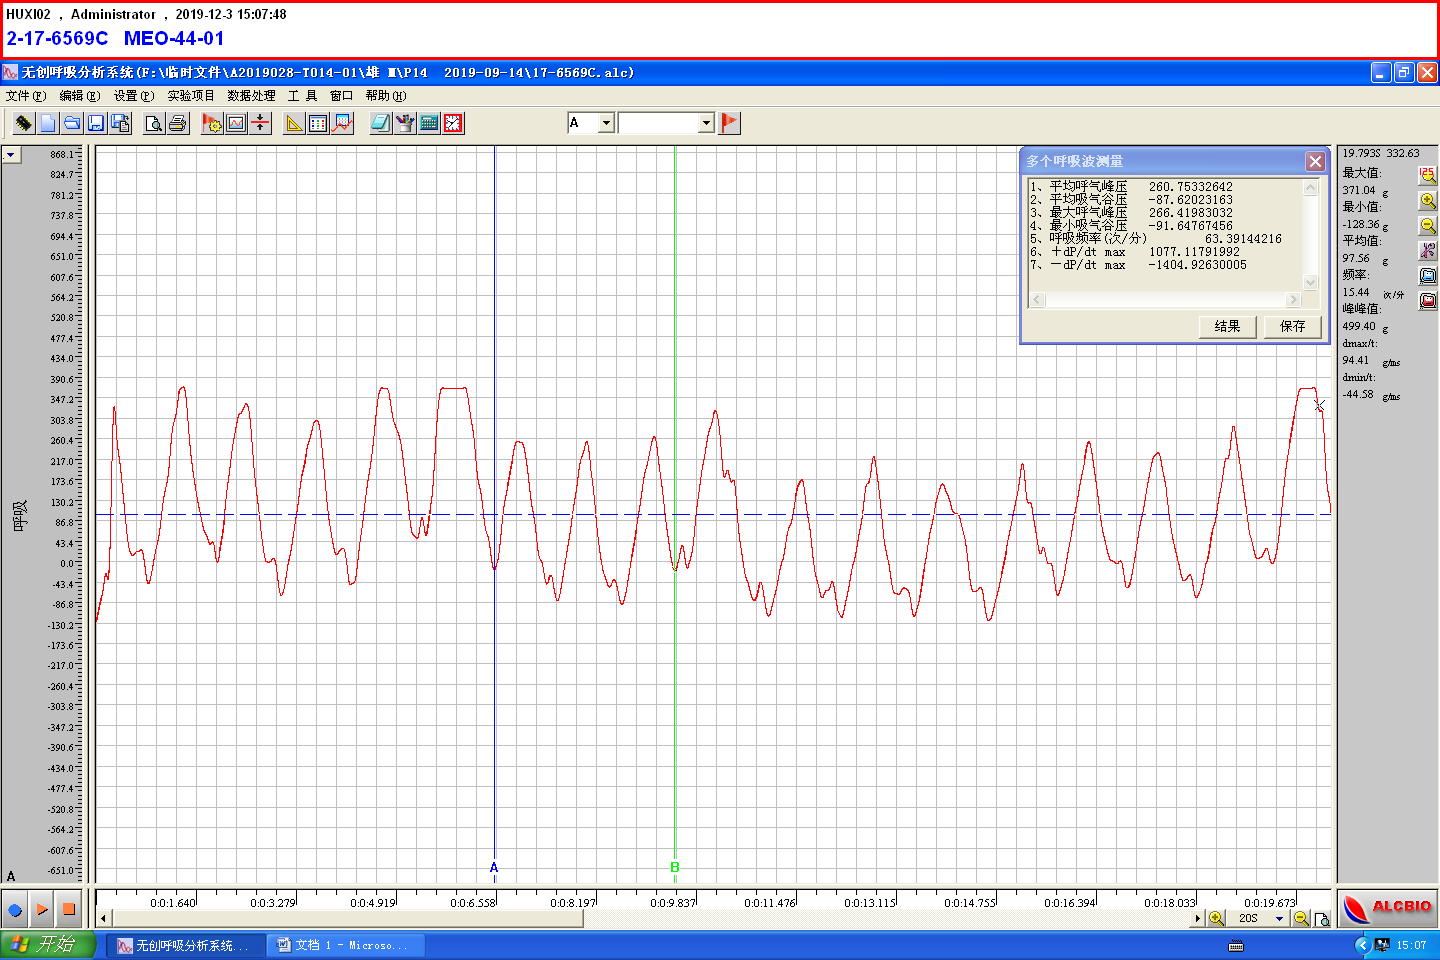 HUXI02 , Administrator , 2019-12-3 15:07:48
2-17-6569C MEO-44-01
无创呼吸分析系统(F:\临时文件\A2019028-T014-01\雄 M\P14 2019-09-14\17-6569C.alc)
文件(F) 编辑(E) 设置(P) 实验项目 数据处理 工 具 窗口 帮助(H)
A
868.1
824.7
781.2
737.8
694.4
651.0
607.6
564.2
520.8
477.4
434.0
390.6
347.2
303.8
260.4
217.0
173.6
130.2
86.8
43.4
0.0
-43.4
-86.8
-130.2
-173.6
-217.0
-260.4
-303.8
-347.2
-390.6
-434.0
-477.4
-520.8
-564.2
-607.6
-651.0
呼吸
A
多个呼吸波测量
1、平均呼气峰压 260.75332642
2、平均吸气谷压 -87.62023163
3、最大呼气峰压 266.41983032
4、最小吸气谷压 -91.64767456
5、呼吸频率(次/分) 63.39144216
6、＋dP/dt max 1077.11791992
7、－dP/dt max -1404.92630005
结果 保存
19.793S 332.63
最大值:
371.04 g
最小值:
-128.36 g
平均值:
97.56 g
频率:
15.44 次/分
峰峰值:
499.40 g
dmax/t:
94.41 g/ms
dmin/t:
-44.58 g/ms
125
A B
0:0:1.640 0:0:3.279 0:0:4.919 0:0:6.558 0:0:8.197 0:0:9.837 0:0:11.476 0:0:13.115 0:0:14.755 0:0:16.394 0:0:18.033 0:0:19.673
20S
ALCBIO
开始 无创呼吸分析系统... 文档 1 - Microso... 15:07